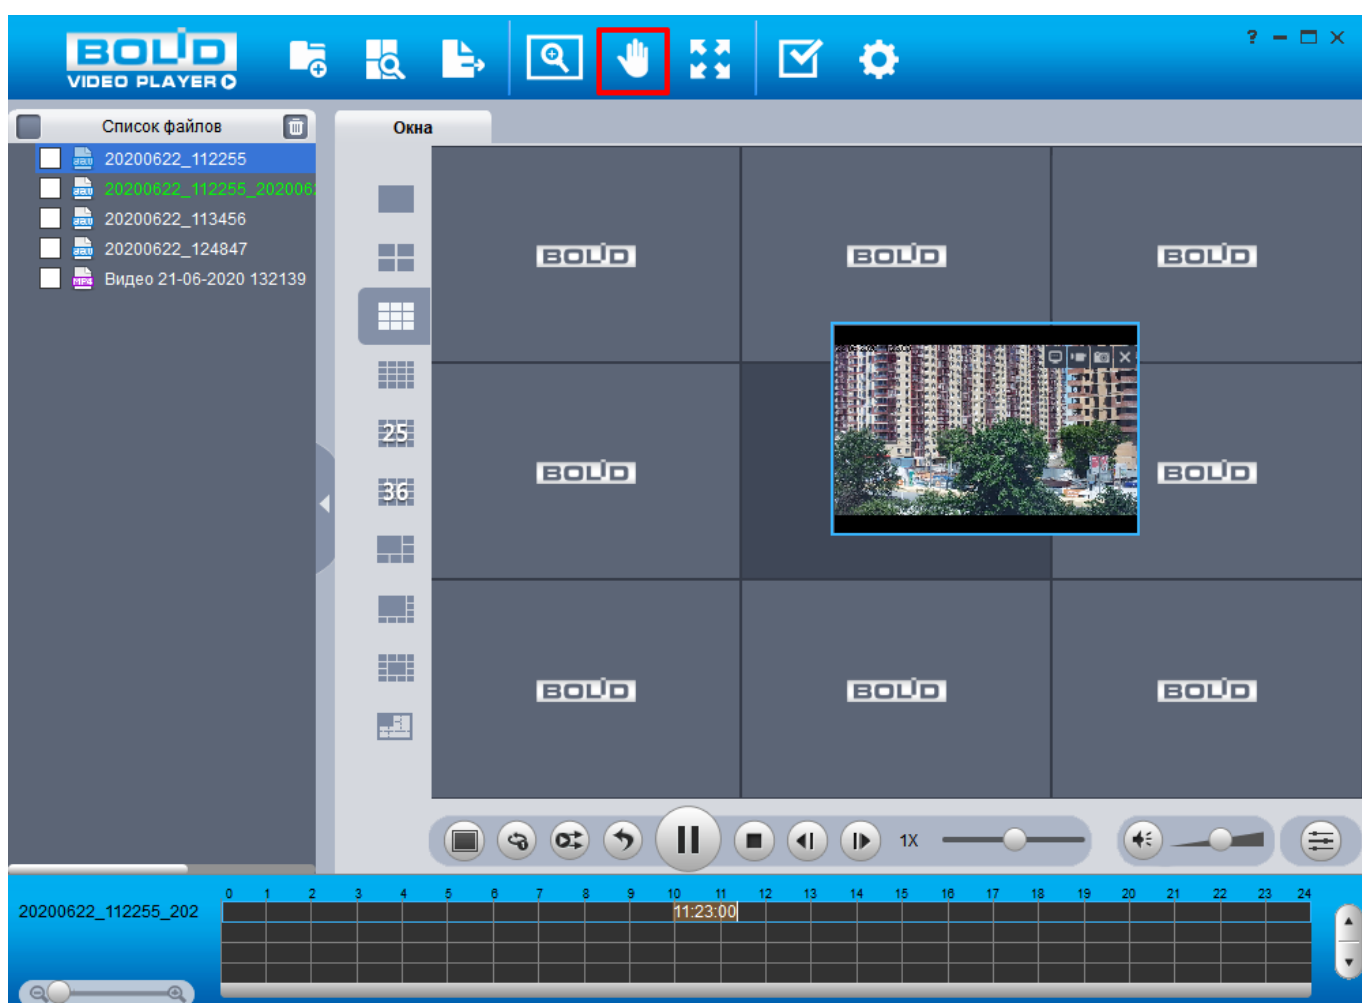 BOLID
VIDEO PLAYER
? 
Список файлов
Окна
20200622_112255
20200622_112255_202006
20200622_113456
20200622_124847
MP4
Видео 21-06-2020 132139
25
36
BOLID BOLID BOLID
BOLID BOLID
BOLID BOLID BOLID
1X
0 1 2 3 4 5 6 7 8 9 10 11 12 13 14 15 16 17 18 19 20 21 22 23 24
20200622_112255_202
11:23:00